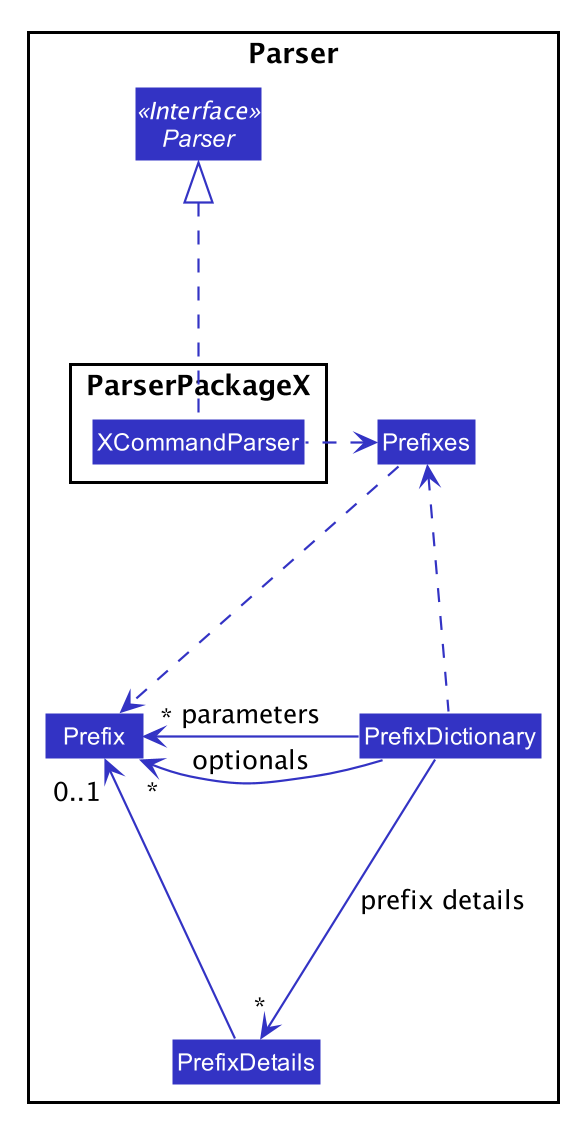 Parser
«Interface»
Parser
ParserPackageX
XCommandParser
Prefixes
* parameters
Prefix
PrefixDictionary
optionals
0..1
*
prefix details
*
PrefixDetails